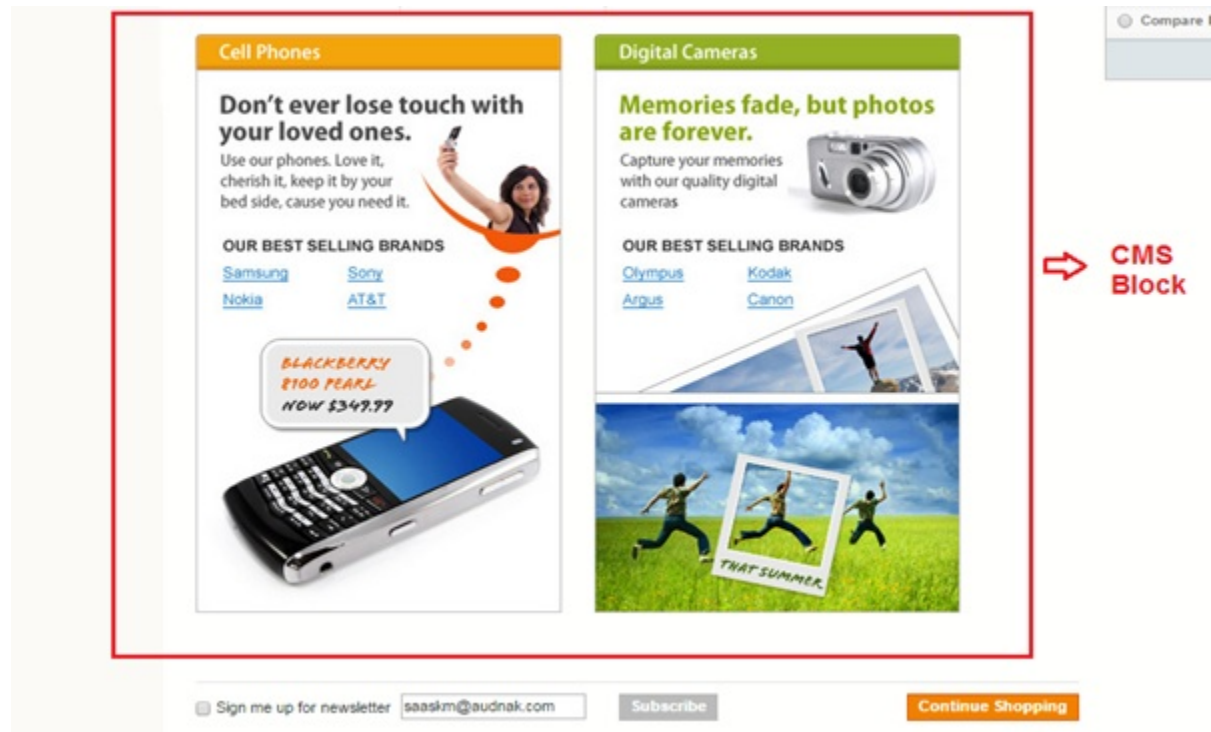 Compare
Cell Phones
Don't ever lose touch with
your loved ones.
Use our phones. Love it,
cherish it, keep it by your
bed side, cause you need it.
OUR BEST SELLING BRANDS
Samsung Sony
Nokia AT&T
BLACKBERRY
8100 PEARL
NOW $349.99
Digital Cameras
Memories fade, but photos
are forever.
Capture your memories
with our quality digital
cameras
OUR BEST SELLING BRANDS
Olympus Kodak
Argus Canon
THAT SUMMER
CMS
Block
Sign me up for newsletter saaskm@audnak.com Subscribe Continue Shopping